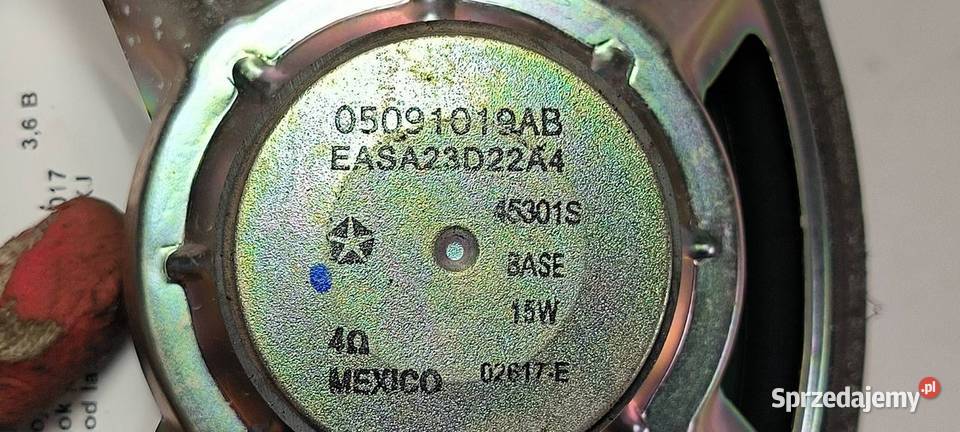 05091019AB
EASA23D22A4
45301S
BASE
15W
4Ω
MEXICO
02617-E
3,6 B
Sprzedajemy.pl